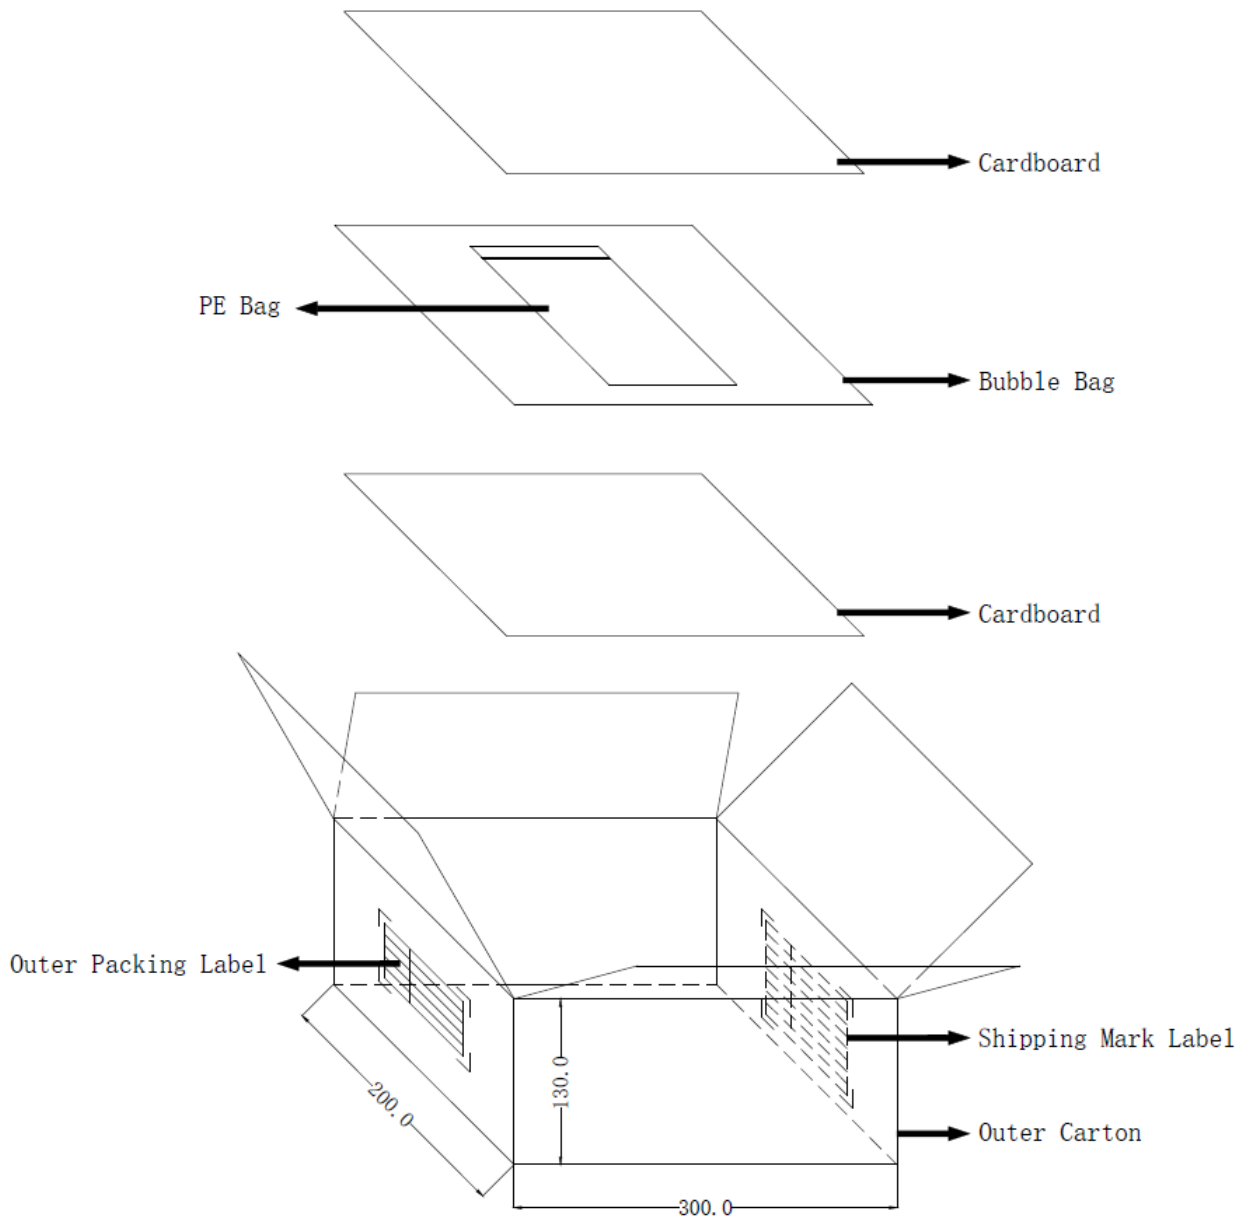 Cardboard
PE Bag
Bubble Bag
Cardboard
Outer Packing Label
Shipping Mark Label
200.0
130.0
Outer Carton
300.0